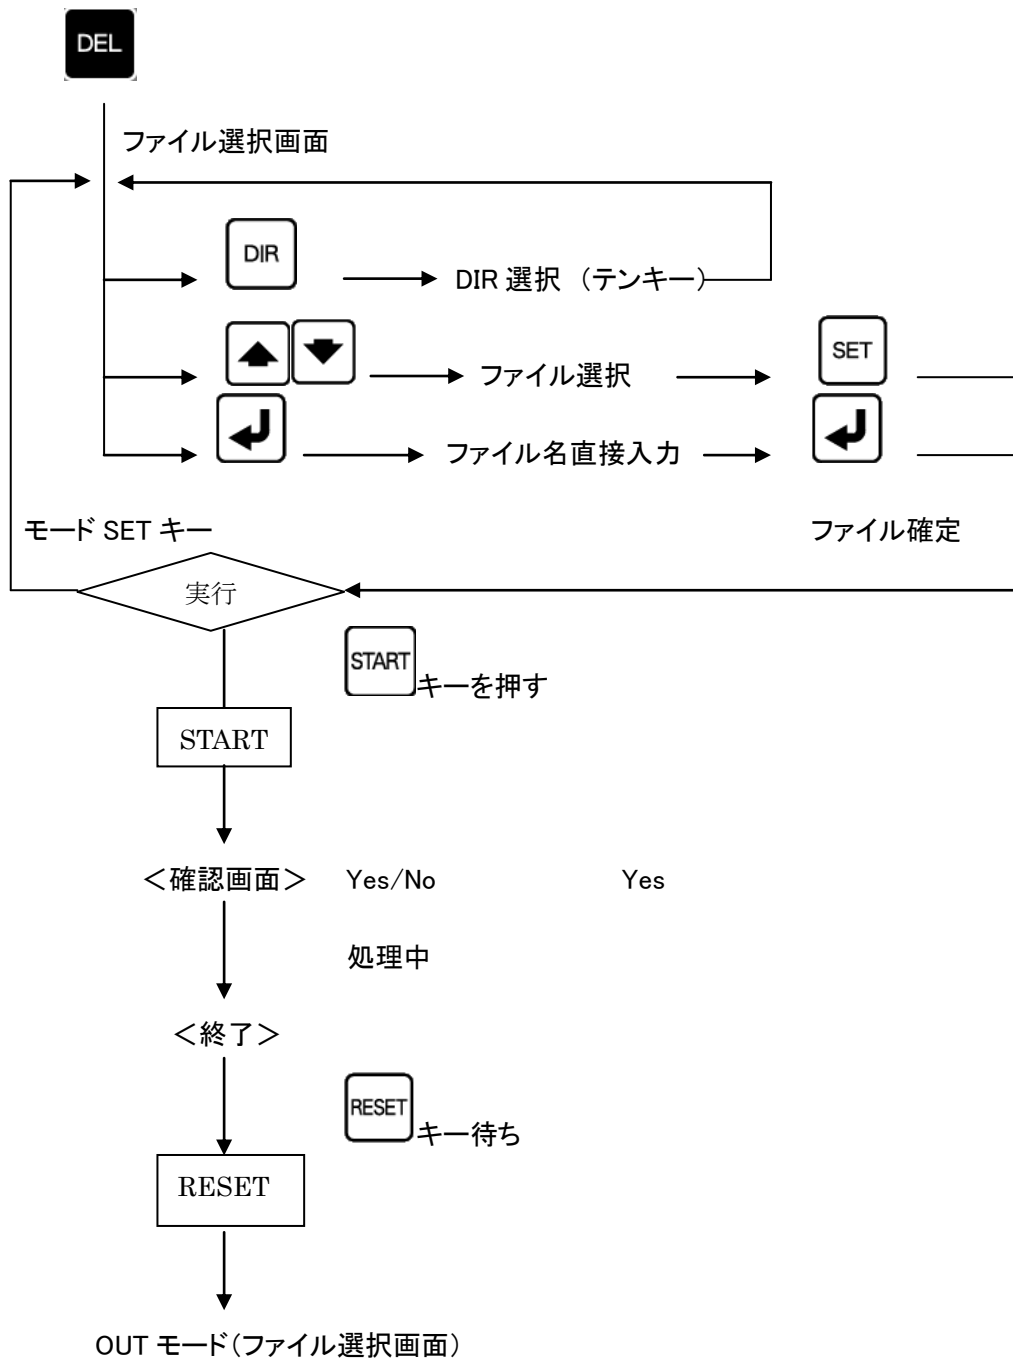 DEL
ファイル選択画面
DIR
DIR 選択 （テンキー）
ファイル選択
SET
ファイル名直接入力
モード SET キー
ファイル確定
実行
START
キーを押す
START
＜確認画面＞ Yes/No Yes
処理中
＜終了＞
RESET
キー待ち
RESET
OUT モード（ファイル選択画面）